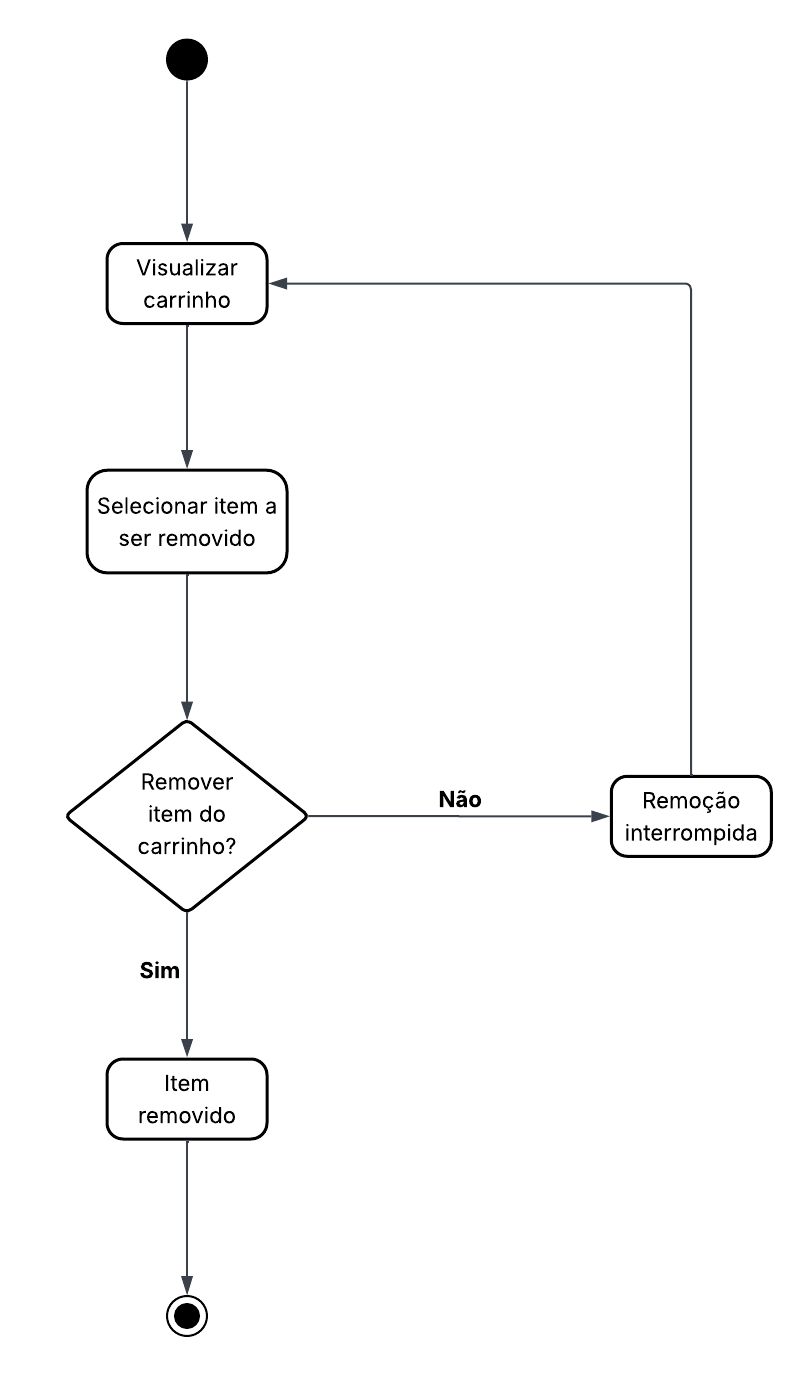 Visualizar
carrinho
Selecionar item a
ser removido
Remover
item do
carrinho?
Não
Remoção
interrompida
Sim
Item
removido